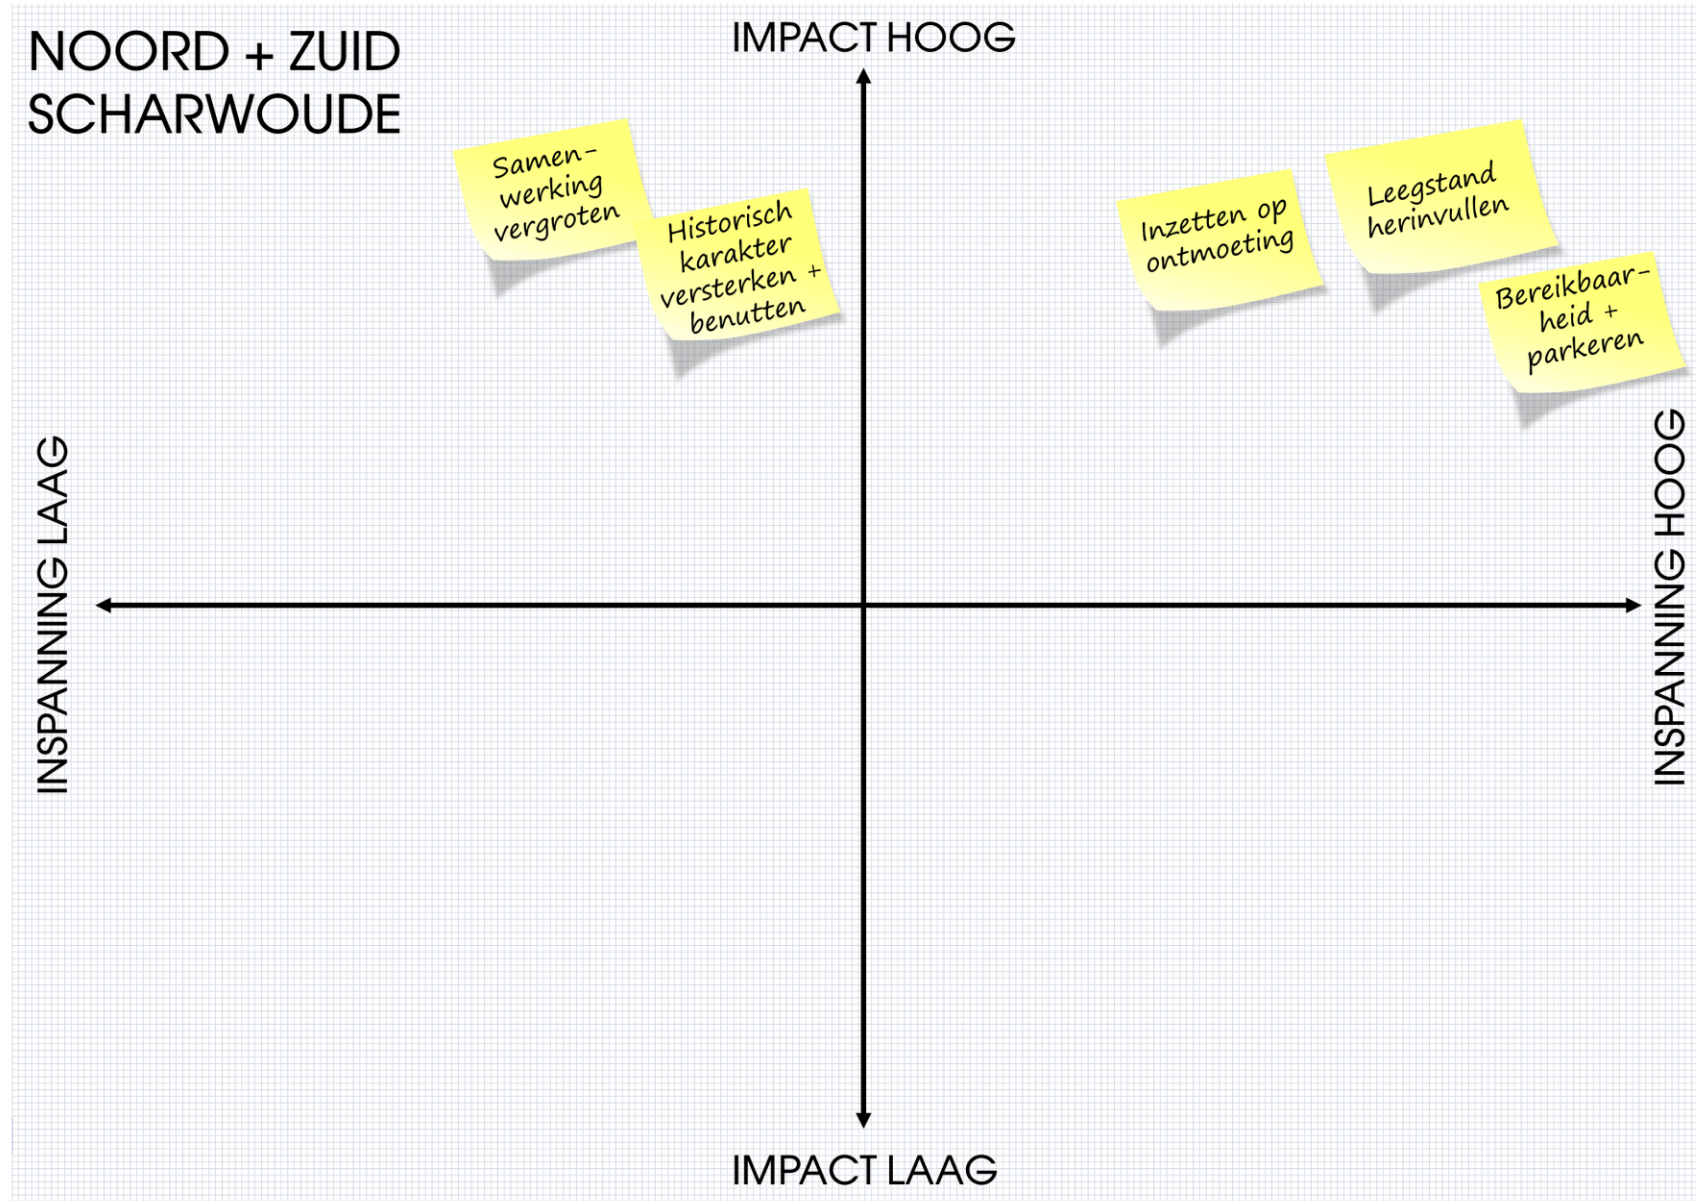 NOORD + ZUID
SCHARWOUDE
IMPACT HOOG
Samen-
werking
vergroten
Historisch
karakter
versterken +
benutten
Inzetten op
ontmoeting
Leegstand
herinvullen
Bereikbaar-
heid +
parkeren
INSPANNING LAAG
INSPANNING HOOG
IMPACT LAAG